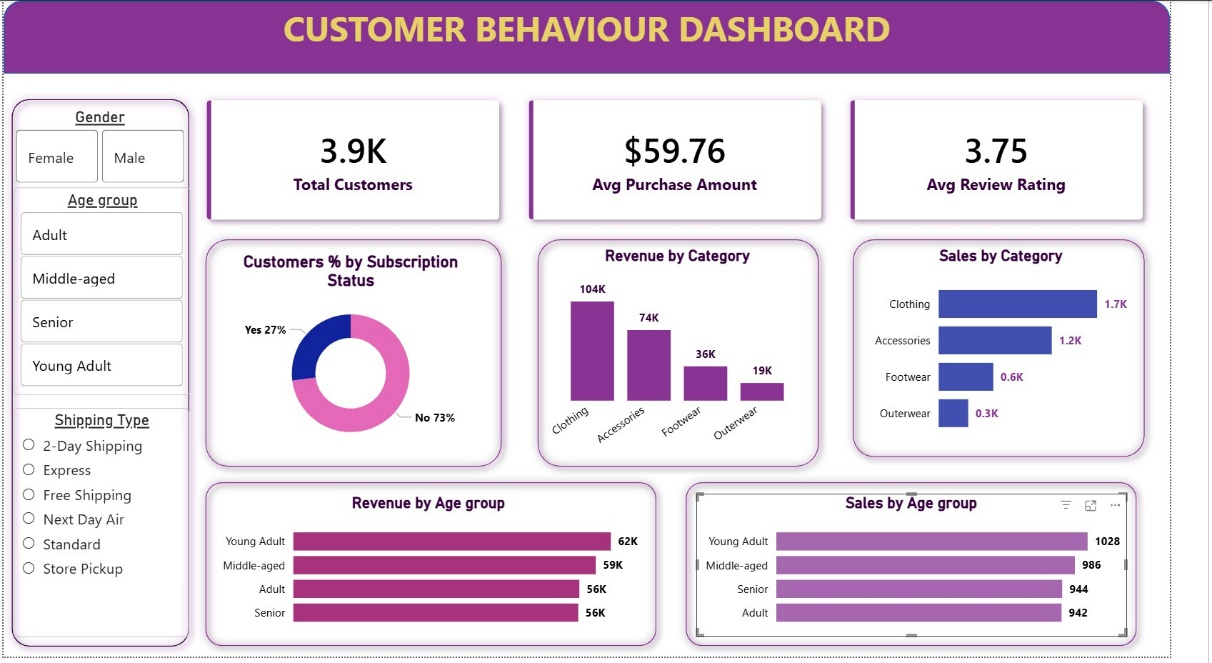 CUSTOMER BEHAVIOUR DASHBOARD
Gender
Female
Male
Age group
Adult
Middle-aged
Senior
Young Adult
Shipping Type
2-Day Shipping
Express
Free Shipping
Next Day Air
Standard
Store Pickup
3.9K
Total Customers
$59.76
Avg Purchase Amount
3.75
Avg Review Rating
Customers % by Subscription
Status
Yes 27%
No 73%
Revenue by Category
104K
74K
36K
19K
Clothing
Accessories
Footwear
Outerwear
Sales by Category
Clothing 1.7K
Accessories 1.2K
Footwear 0.6K
Outerwear 0.3K
Revenue by Age group
Young Adult 62K
Middle-aged 59K
Adult 56K
Senior 56K
Sales by Age group
Young Adult 1028
Middle-aged 986
Senior 944
Adult 942